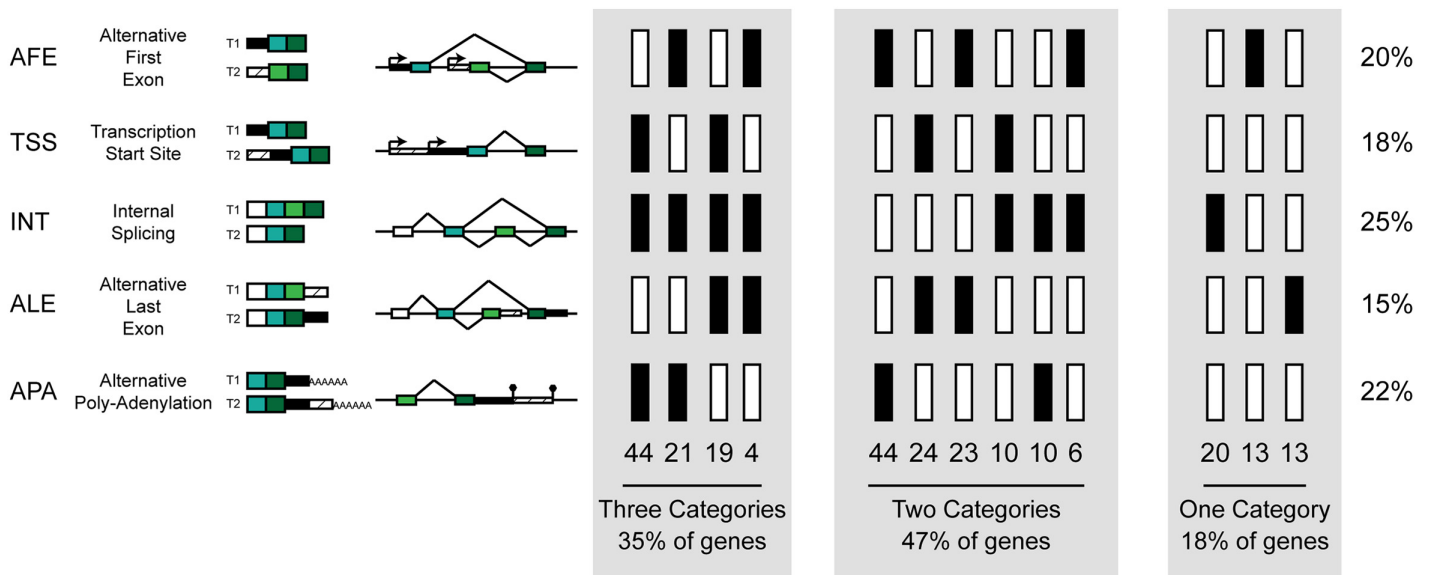 AFE
Alternative
First
Exon
T1
T2
20%
TSS
Transcription
Start Site
T1
T2
18%
INT
Internal
Splicing
T1
T2
25%
ALE
Alternative
Last
Exon
T1
T2
15%
APA
Alternative
Poly-Adenylation
T1 AAAAAA
T2 AAAAAA
22%
44 21 19 4
Three Categories
35% of genes
44 24 23 10 10 6
Two Categories
47% of genes
20 13 13
One Category
18% of genes